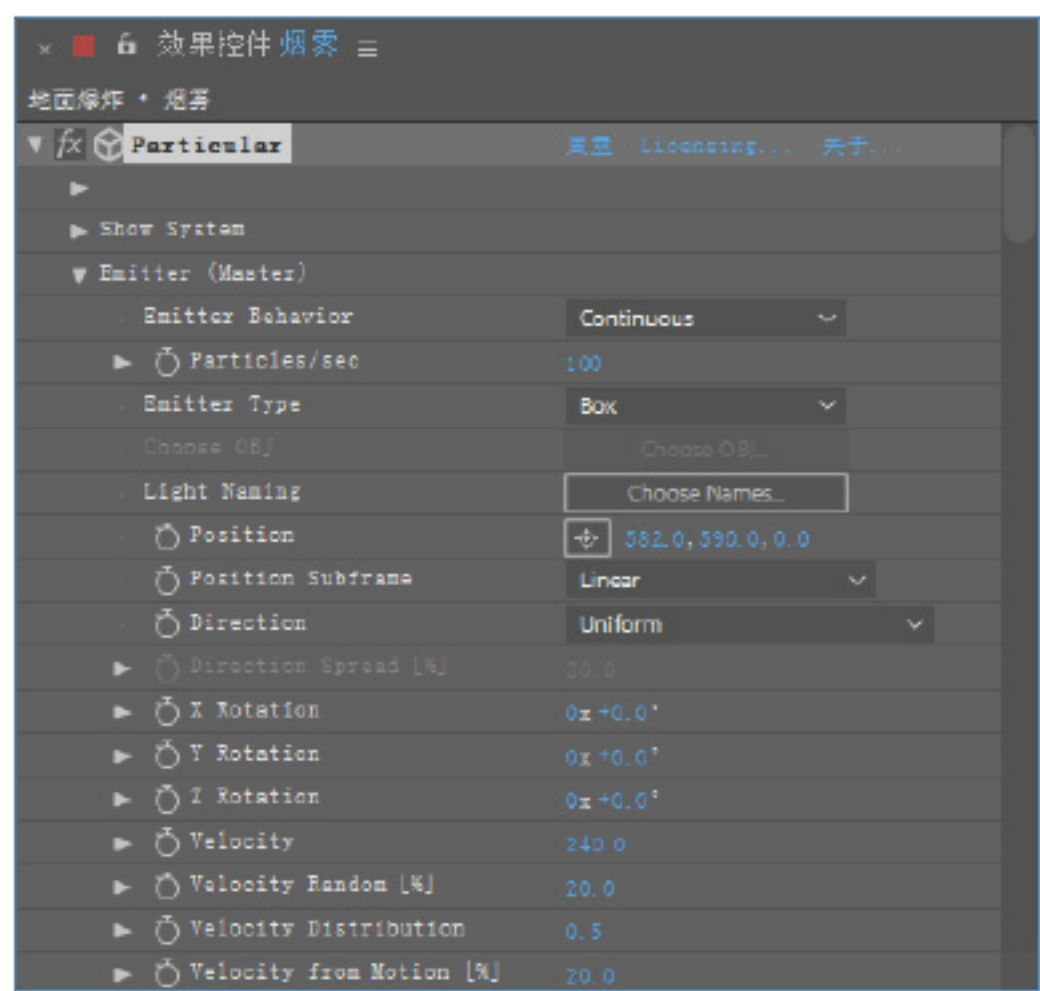 效果控件 烟雾
地面爆炸 • 烟雾
fx Particular 重置 Licensing... 关于...
Show System
Emitter (Master)
Emitter Behavior Continuous
Particles/sec 100
Emitter Type Box
Choose OBJ Choose OBJ...
Light Naming Choose Names...
Position 582.0,590.0,0.0
Position Subframe Linear
Direction Uniform
Direction Spread [%] 20.0
X Rotation 0x+0.0°
Y Rotation 0x+0.0°
Z Rotation 0x+0.0°
Velocity 240.0
Velocity Random [%] 20.0
Velocity Distribution 0.5
Velocity from Motion [%] 20.0